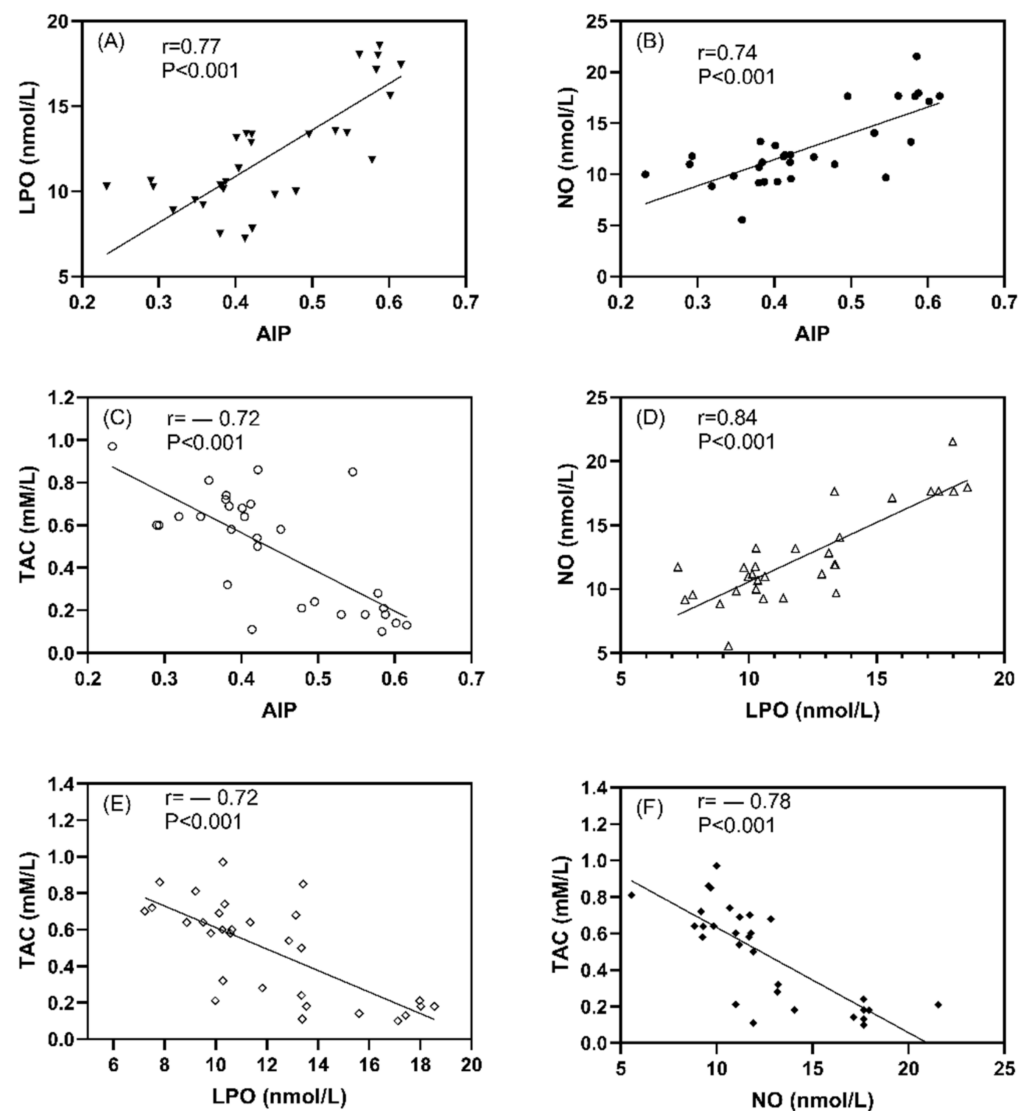 (A)
r=0.77
P<0.001
LPO (nmol/L)
20
15
10
5
0.2 0.3 0.4 0.5 0.6 0.7
AIP
(B)
r=0.74
P<0.001
NO (nmol/L)
25
20
15
10
5
0
0.2 0.3 0.4 0.5 0.6 0.7
AIP
(C)
r= — 0.72
P<0.001
TAC (mM/L)
1.2
1.0
0.8
0.6
0.4
0.2
0.0
0.2 0.3 0.4 0.5 0.6 0.7
AIP
(D)
r=0.84
P<0.001
NO (nmol/L)
25
20
15
10
5
5 10 15 20
LPO (nmol/L)
(E)
r= — 0.72
P<0.001
TAC (mM/L)
1.4
1.2
1.0
0.8
0.6
0.4
0.2
0.0
6 8 10 12 14 16 18 20
LPO (nmol/L)
(F)
r= — 0.78
P<0.001
TAC (mM/L)
1.4
1.2
1.0
0.8
0.6
0.4
0.2
0.0
5 10 15 20 25
NO (nmol/L)